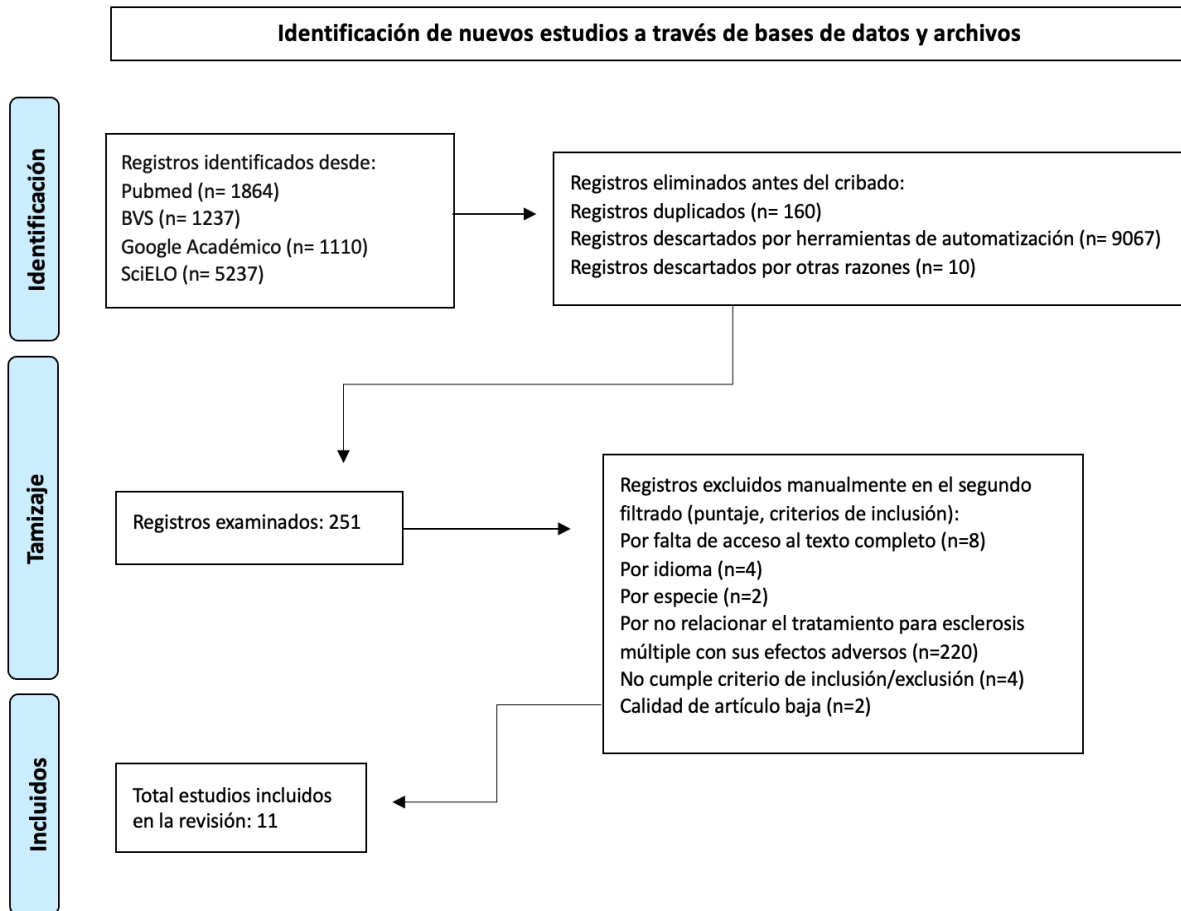 Identificación de nuevos estudios a través de bases de datos y archivos
Identificación
Registros identificados desde:
Pubmed (n= 1864)
BVS (n= 1237)
Google Académico (n= 1110)
SciELO (n= 5237)
Registros eliminados antes del cribado:
Registros duplicados (n= 160)
Registros descartados por herramientas de automatización (n= 9067)
Registros descartados por otras razones (n= 10)
Tamizaje
Registros examinados: 251
Registros excluidos manualmente en el segundo
filtrado (puntaje, criterios de inclusión):
Por falta de acceso al texto completo (n=8)
Por idioma (n=4)
Por especie (n=2)
Por no relacionar el tratamiento para esclerosis
múltiple con sus efectos adversos (n=220)
No cumple criterio de inclusión/exclusión (n=4)
Calidad de artículo baja (n=2)
Incluidos
Total estudios incluidos
en la revisión: 11